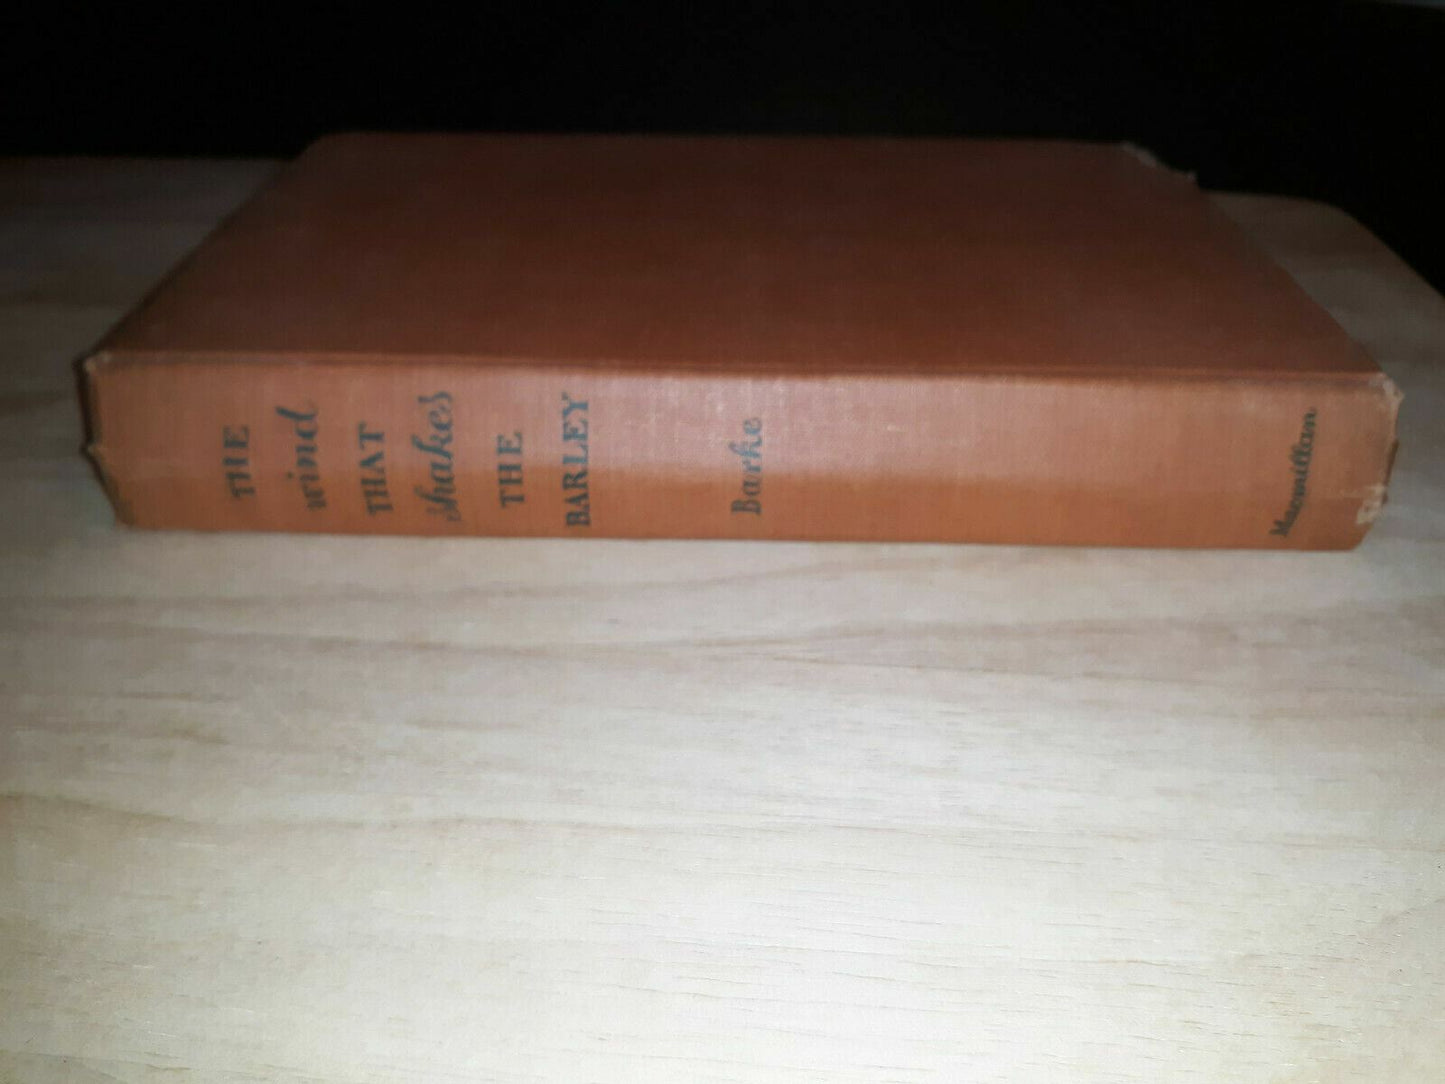 THE
wind
THAT
shakes
THE
BARLEY
Barke
Macmillan